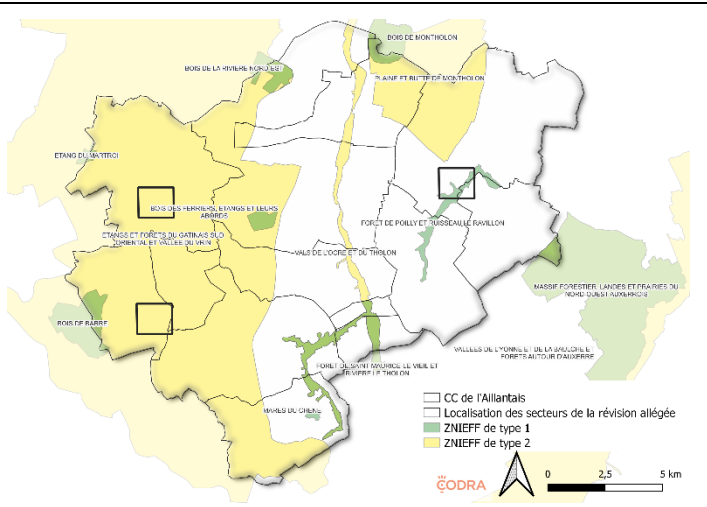 BOIS DE MONTHOLON
BOIS DE LA RIVIERE NORD-EST
PLAINE ET BUTTE DE MONTHOLON
ETANG DU MARTROI
BOIS DES FERRIERS, ETANGS ET LEURS
ABORDS
FORET DE POILLY ET RUISSEAU LE RAVILLON
ETANGS ET FORETS DU GATINAIS SUD
ORIENTAL ET VALLEE DU VRIN
VALS DE L'OCRE ET DU THOLON
MASSIF FORESTIER, LANDES ET PRAIRIES DU
NORD-OUEST AUXERROIS
BOIS DE BARRE
VALLEES DE L'YONNE ET DE LA BAULCHE ET
FORETS AUTOUR D'AUXERRE
FORET DE SAINT MAURICE LE VIEIL ET
RIVIERE LE THOLON
MARES DU CHENE
CC de l'Aillantais
Localisation des secteurs de la révision allégée
ZNIEFF de type 1
ZNIEFF de type 2
CODRA
0 2,5 5 km